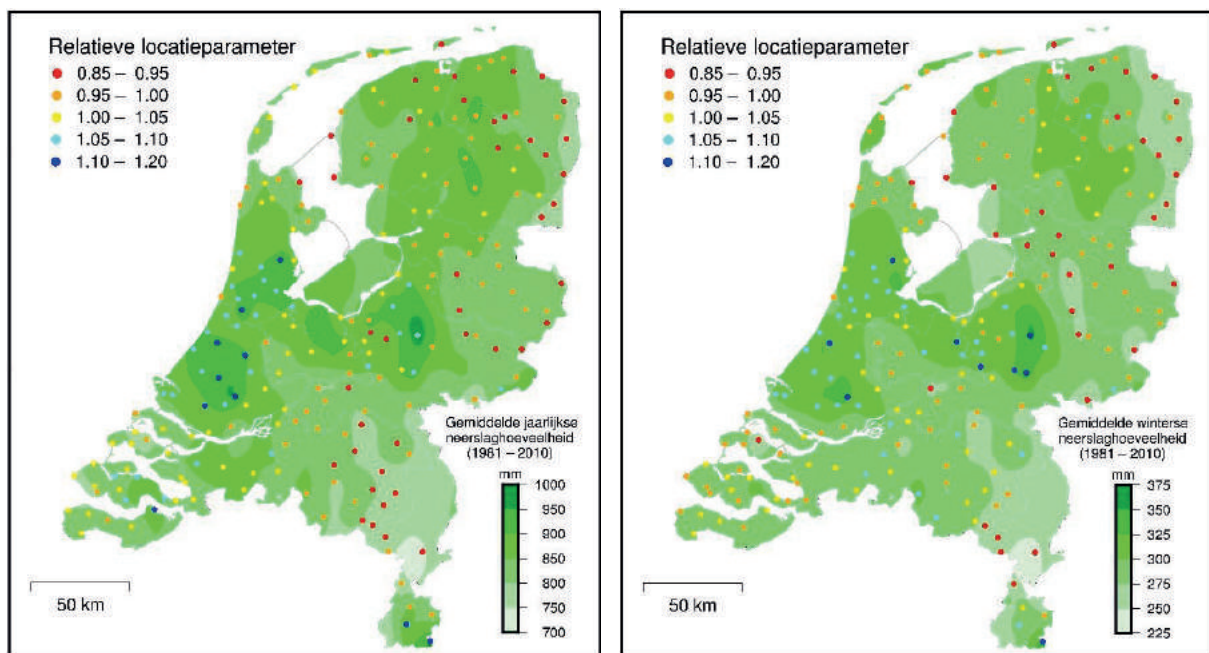 Relatieve locatieparameter
0.85 – 0.95
0.95 – 1.00
1.00 – 1.05
1.05 – 1.10
1.10 – 1.20
Gemiddelde jaarlijkse
neerslaghoeveelheid
(1981 – 2010)
mm
1000
950
900
850
800
750
700
50 km
Relatieve locatieparameter
0.85 – 0.95
0.95 – 1.00
1.00 – 1.05
1.05 – 1.10
1.10 – 1.20
Gemiddelde winterse
neerslaghoeveelheid
(1981 – 2010)
mm
375
350
325
300
275
250
225
50 km